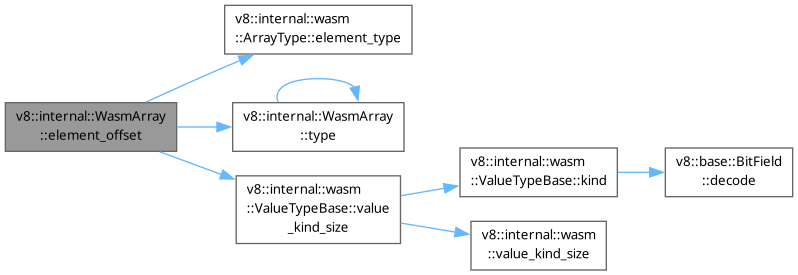 v8::internal::wasm
::ArrayType::element_type
v8::internal::WasmArray
::element_offset
v8::internal::WasmArray
::type
v8::internal::wasm
::ValueTypeBase::value
_kind_size
v8::internal::wasm
::ValueTypeBase::kind
v8::base::BitField
::decode
v8::internal::wasm
::value_kind_size